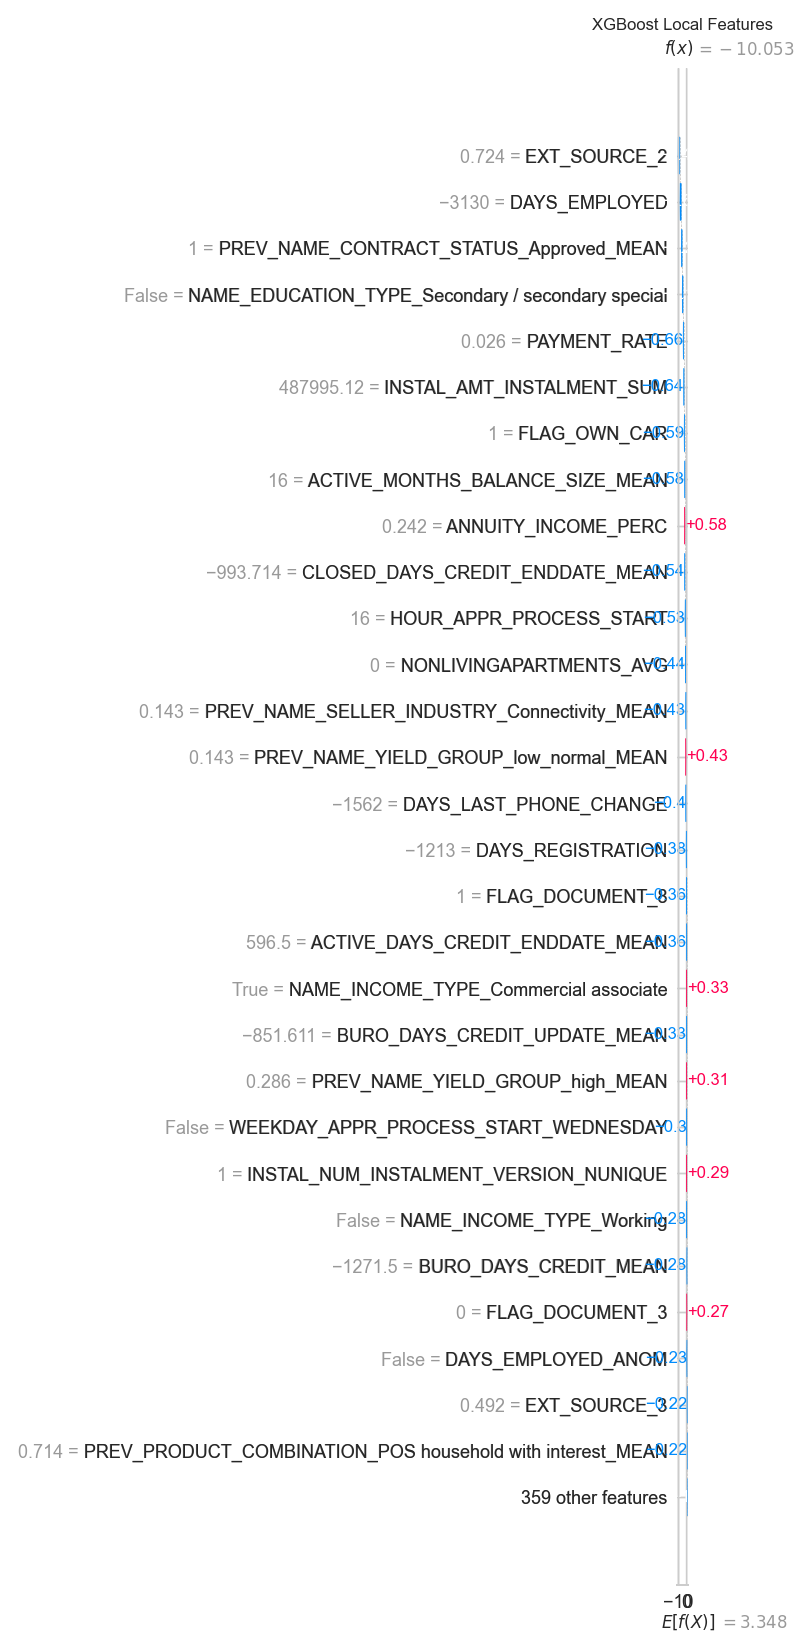 XGBoost Local Features
f(x) = −10.053
0.724 = EXT_SOURCE_2
−3130 = DAYS_EMPLOYED
1 = PREV_NAME_CONTRACT_STATUS_Approved_MEAN
False = NAME_EDUCATION_TYPE_Secondary / secondary special
0.026 = PAYMENT_RATE −0.66
487995.12 = INSTAL_AMT_INSTALMENT_SUM −0.64
1 = FLAG_OWN_CAR −0.59
16 = ACTIVE_MONTHS_BALANCE_SIZE_MEAN −0.58
0.242 = ANNUITY_INCOME_PERC +0.58
−993.714 = CLOSED_DAYS_CREDIT_ENDDATE_MEAN −0.54
16 = HOUR_APPR_PROCESS_START −0.53
0 = NONLIVINGAPARTMENTS_AVG −0.44
0.143 = PREV_NAME_SELLER_INDUSTRY_Connectivity_MEAN −0.43
0.143 = PREV_NAME_YIELD_GROUP_low_normal_MEAN +0.43
−1562 = DAYS_LAST_PHONE_CHANGE −0.4
−1213 = DAYS_REGISTRATION −0.38
1 = FLAG_DOCUMENT_8 −0.36
596.5 = ACTIVE_DAYS_CREDIT_ENDDATE_MEAN −0.36
True = NAME_INCOME_TYPE_Commercial associate +0.33
−851.611 = BURO_DAYS_CREDIT_UPDATE_MEAN −0.33
0.286 = PREV_NAME_YIELD_GROUP_high_MEAN +0.31
False = WEEKDAY_APPR_PROCESS_START_WEDNESDAY −0.3
1 = INSTAL_NUM_INSTALMENT_VERSION_NUNIQUE +0.29
False = NAME_INCOME_TYPE_Working −0.28
−1271.5 = BURO_DAYS_CREDIT_MEAN −0.28
0 = FLAG_DOCUMENT_3 +0.27
False = DAYS_EMPLOYED_ANOM −0.23
0.492 = EXT_SOURCE_3 −0.22
0.714 = PREV_PRODUCT_COMBINATION_POS household with interest_MEAN −0.22
359 other features
−10 0
E[f(X)] = 3.348